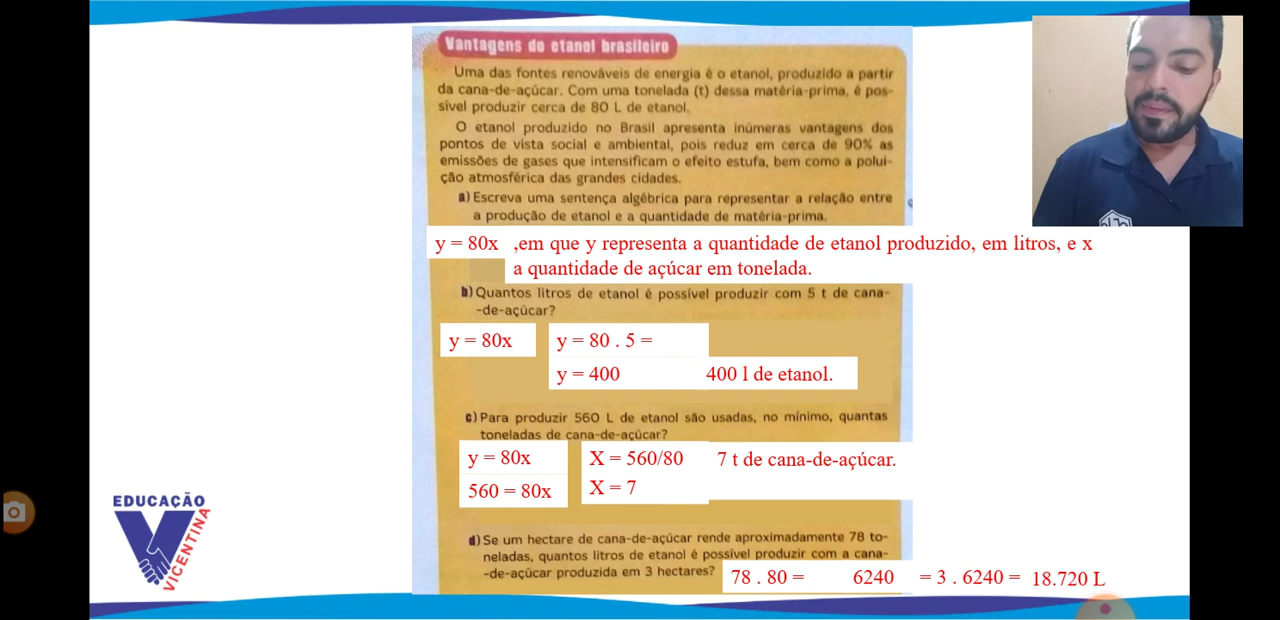 Vantagens do etanol brasileiro
Uma das fontes renováveis de energia é o etanol, produzido a partir
da cana-de-açúcar. Com uma tonelada (t) dessa matéria-prima, é pos-
sível produzir cerca de 80 L de etanol.
O etanol produzido no Brasil apresenta inúmeras vantagens dos
pontos de vista social e ambiental, pois reduz em cerca de 90% as
emissões de gases que intensificam o efeito estufa, bem como a polui-
ção atmosférica das grandes cidades.
a) Escreva uma sentença algébrica para representar a relação entre
a produção de etanol e a quantidade de matéria-prima.
y = 80x ,em que y representa a quantidade de etanol produzido, em litros, e x
a quantidade de açúcar em tonelada.
b) Quantos litros de etanol é possível produzir com 5 t de cana-
-de-açúcar?
y = 80x y = 80 . 5 =
y = 400 400 l de etanol.
c) Para produzir 560 L de etanol são usadas, no mínimo, quantas
toneladas de cana-de-açúcar?
y = 80x X = 560/80 7 t de cana-de-açúcar.
560 = 80x X = 7
d) Se um hectare de cana-de-açúcar rende aproximadamente 78 to-
neladas, quantos litros de etanol é possível produzir com a cana-
-de-açúcar produzida em 3 hectares? 78 . 80 = 6240 = 3 . 6240 = 18.720 L
EDUCAÇÃO
VICENTINA